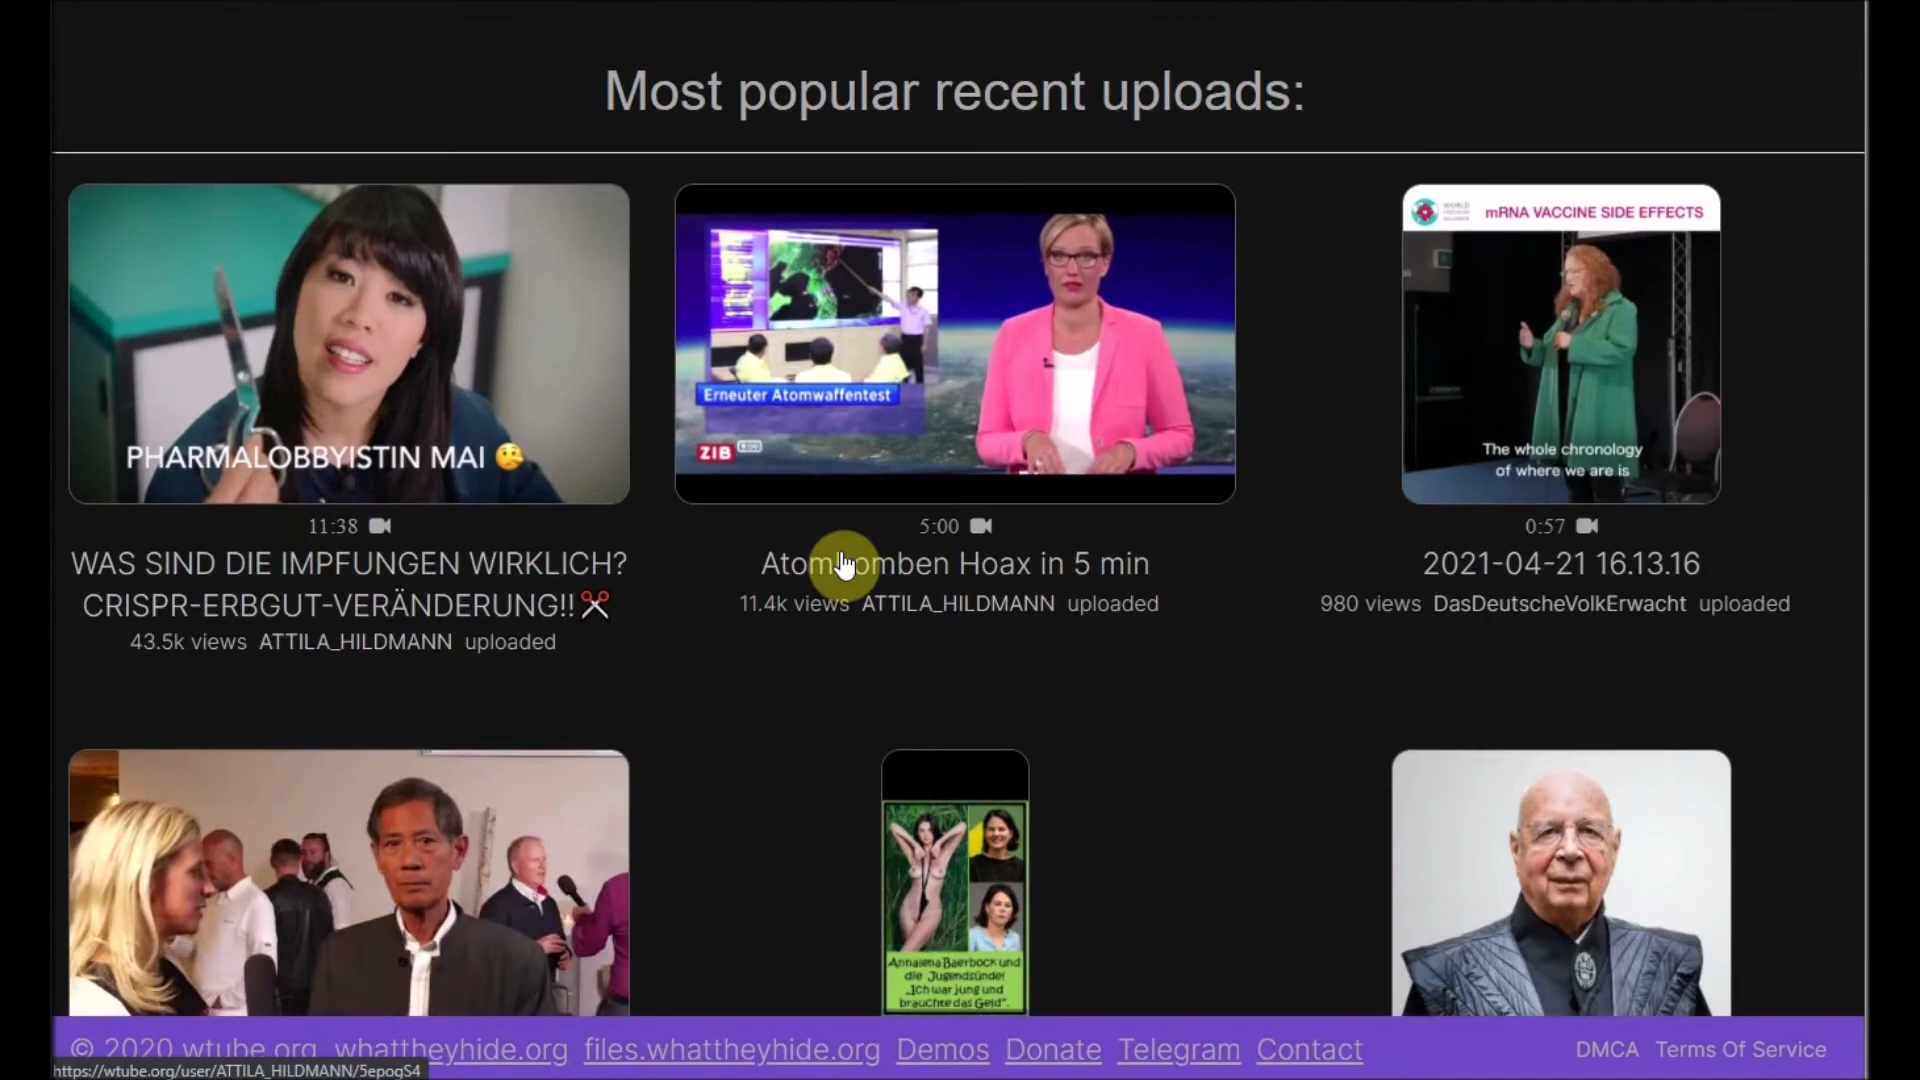 Most popular recent uploads:
mRNA VACCINE SIDE EFFECTS
WORLD
FREEDOM
ALLIANCE
Erneuter Atomwaffentest
ZIB
PHARMALOBBYISTIN MAI 🤨
The whole chronology
of where we are is
11:38
5:00
0:57
WAS SIND DIE IMPFUNGEN WIRKLICH?
CRISPR-ERBGUT-VERÄNDERUNG!!✂
43.5k views ATTILA_HILDMANN uploaded
Atombomben Hoax in 5 min
11.4k views ATTILA_HILDMANN uploaded
2021-04-21 16.13.16
980 views DasDeutscheVolkErwacht uploaded
Annalena Baerbock und
die Jugendsünde!
„Ich war jung und
brauchte das Geld".
© 2020 wtube.org whattheyhide.org files.whattheyhide.org Demos Donate Telegram Contact DMCA Terms Of Service
https://wtube.org/user/ATTILA_HILDMANN/5epogS4